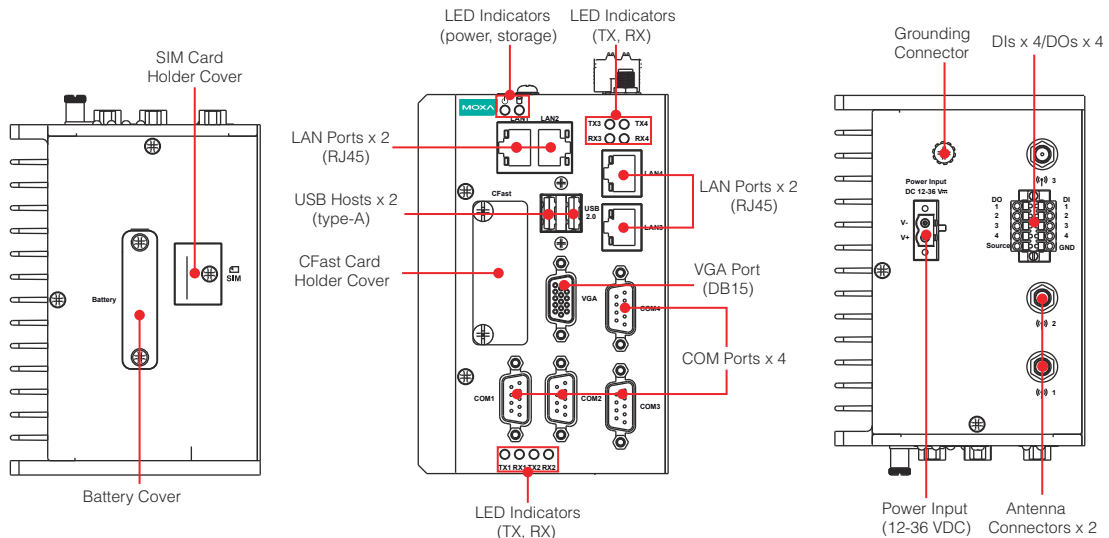 SIM Card
Holder Cover
Battery
SIM
Battery Cover
LED Indicators
(power, storage)
LED Indicators
(TX, RX)
MOXA
LAN1 LAN2
TX3 TX4
RX3 RX4
LAN Ports x 2
(RJ45)
LAN4
CFast
USB Hosts x 2
(type-A)
USB
2.0
LAN3
LAN Ports x 2
(RJ45)
CFast Card
Holder Cover
VGA Port
(DB15)
VGA
COM4
COM Ports x 4
COM1
COM2
COM3
TX1 RX1 TX2 RX2
LED Indicators
(TX, RX)
Grounding
Connector
DIs x 4/DOs x 4
3
Power Input
DC 12-36 V
V-
V+
DO DI
1 1
2 2
3 3
4 4
Source GND
2
1
Power Input
(12-36 VDC)
Antenna
Connectors x 2